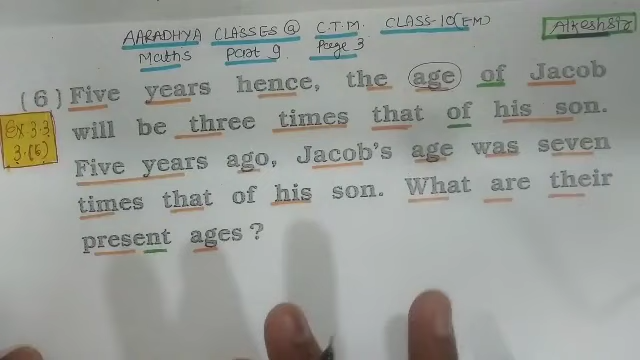 AARADHYA CLASSES @ C.T.M. CLASS-10(EM)
Alkesh Sir
Maths Part 9 Page 3
(6) Five years hence, the age of Jacob
will be three times that of his son.
Ex 3.3
3.(6)
Five years ago, Jacob's age was seven
times that of his son. What are their
present ages?